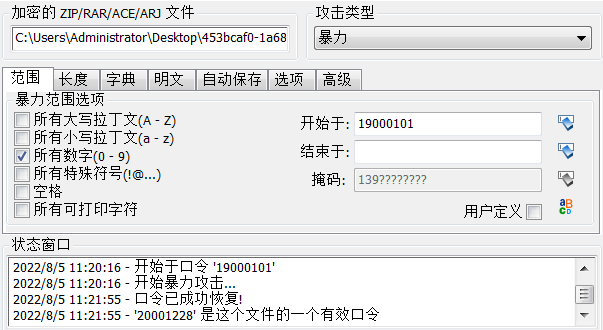 加密的 ZIP/RAR/ACE/ARJ 文件
攻击类型
C:\Users\Administrator\Desktop\453bcaf0-1a68
暴力
范围 长度 字典 明文 自动保存 选项 高级
暴力范围选项
所有大写拉丁文(A - Z)
所有小写拉丁文(a - z)
所有数字(0 - 9)
所有特殊符号(!@...)
空格
所有可打印字符
开始于: 19000101
结束于:
掩码: 139????????
用户定义
状态窗口
2022/8/5 11:20:16 - 开始于口令 '19000101'
2022/8/5 11:20:16 - 开始暴力攻击...
2022/8/5 11:21:55 - 口令已成功恢复!
2022/8/5 11:21:55 - '20001228' 是这个文件的一个有效口令